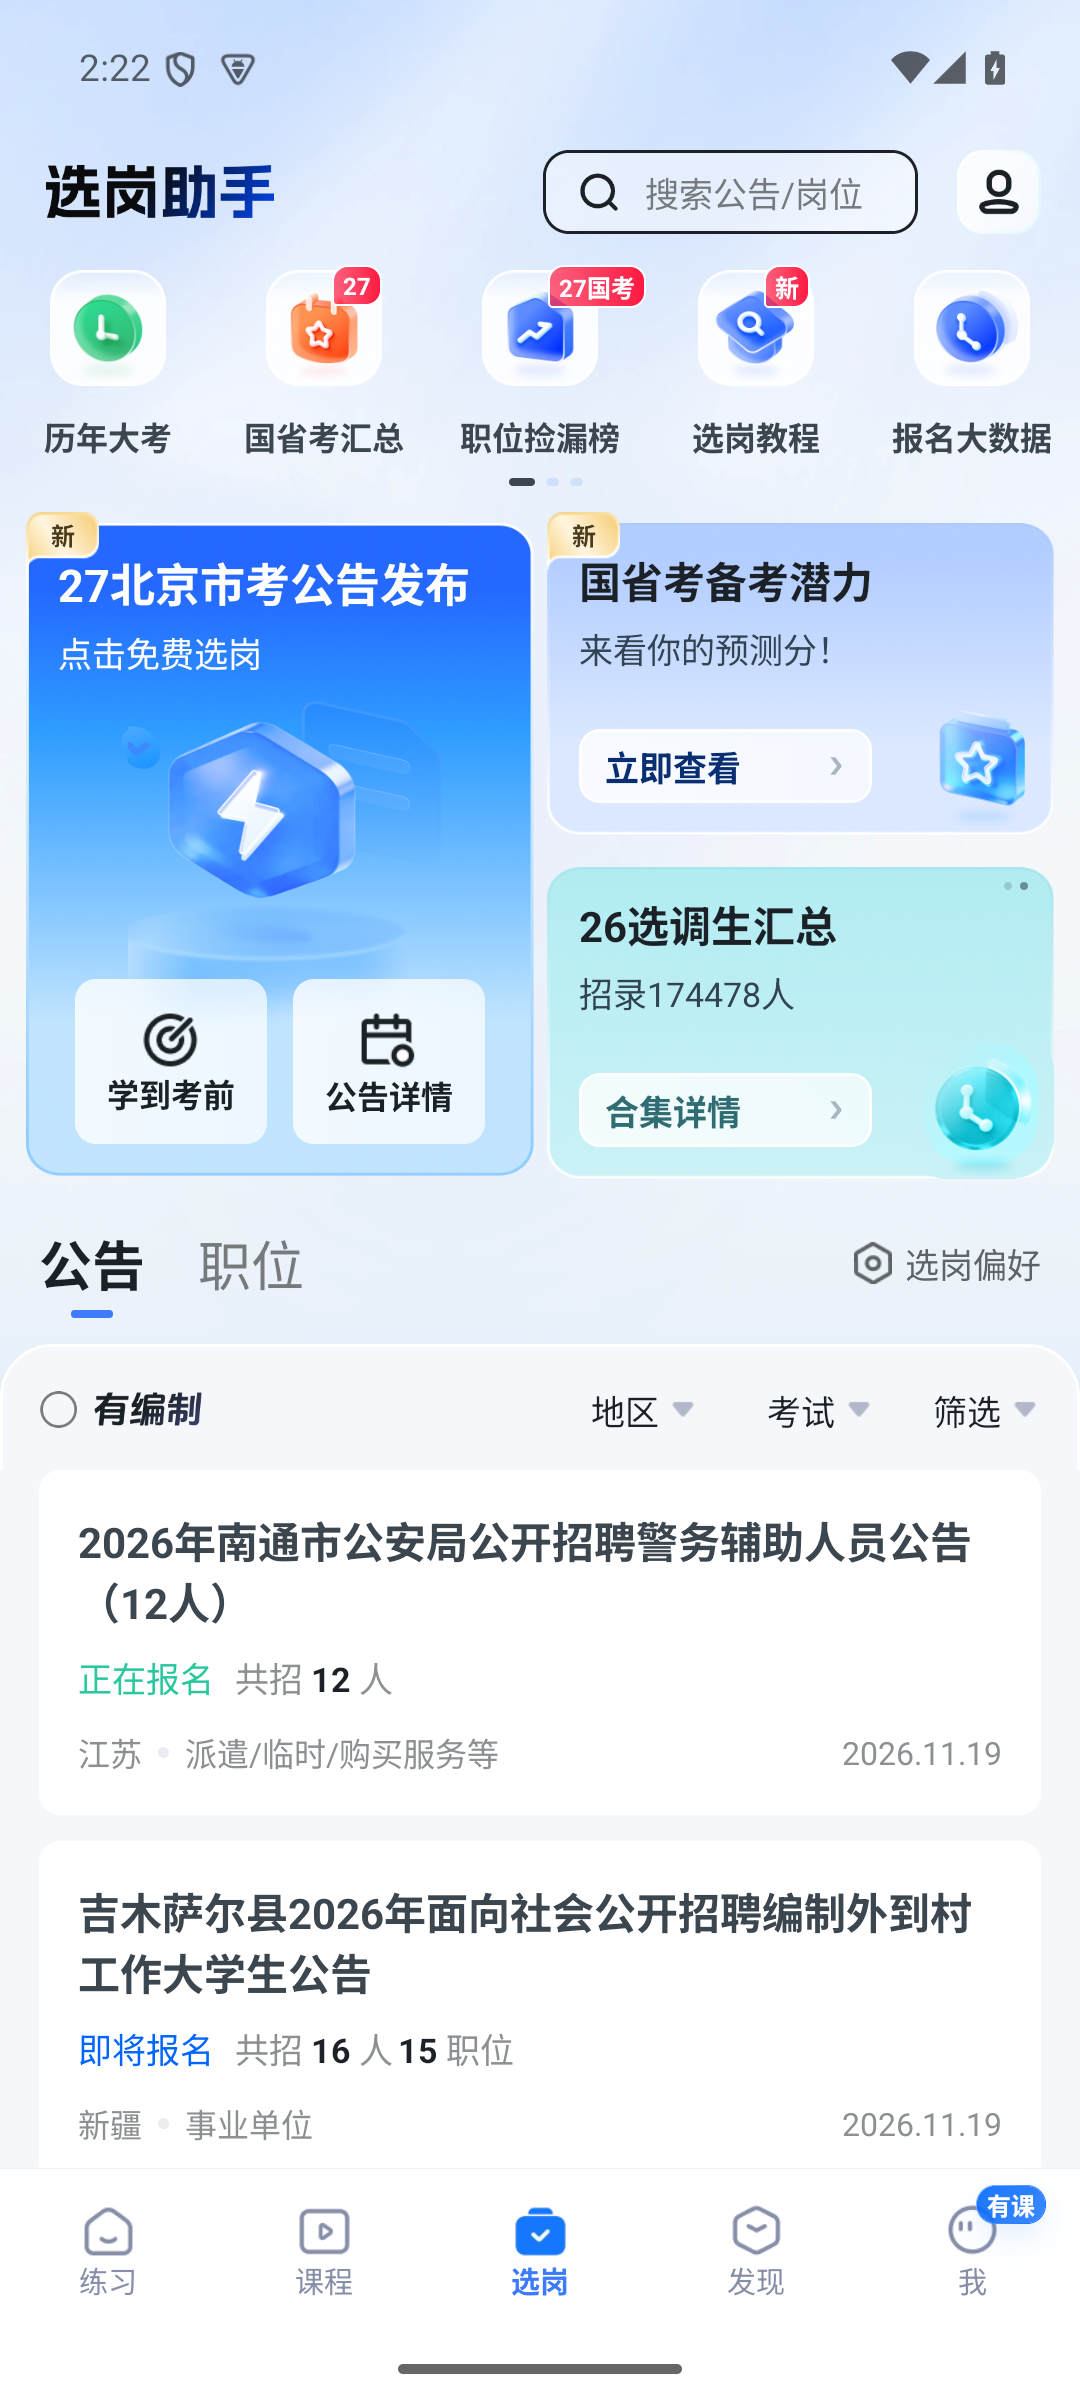 2:22
选岗助手
搜索公告/岗位
27
27国考
新
历年大考
国省考汇总
职位捡漏榜
选岗教程
报名大数据
新
27北京市考公告发布
点击免费选岗
学到考前
公告详情
新
国省考备考潜力
来看你的预测分!
立即查看
26选调生汇总
招录174478人
合集详情
公告
职位
选岗偏好
有编制
地区
考试
筛选
2026年南通市公安局公开招聘警务辅助人员公告
（12人）
正在报名 共招 12 人
江苏 派遣/临时/购买服务等
2026.11.19
吉木萨尔县2026年面向社会公开招聘编制外到村
工作大学生公告
即将报名 共招 16 人 15 职位
新疆 事业单位
2026.11.19
有课
练习
课程
选岗
发现
我